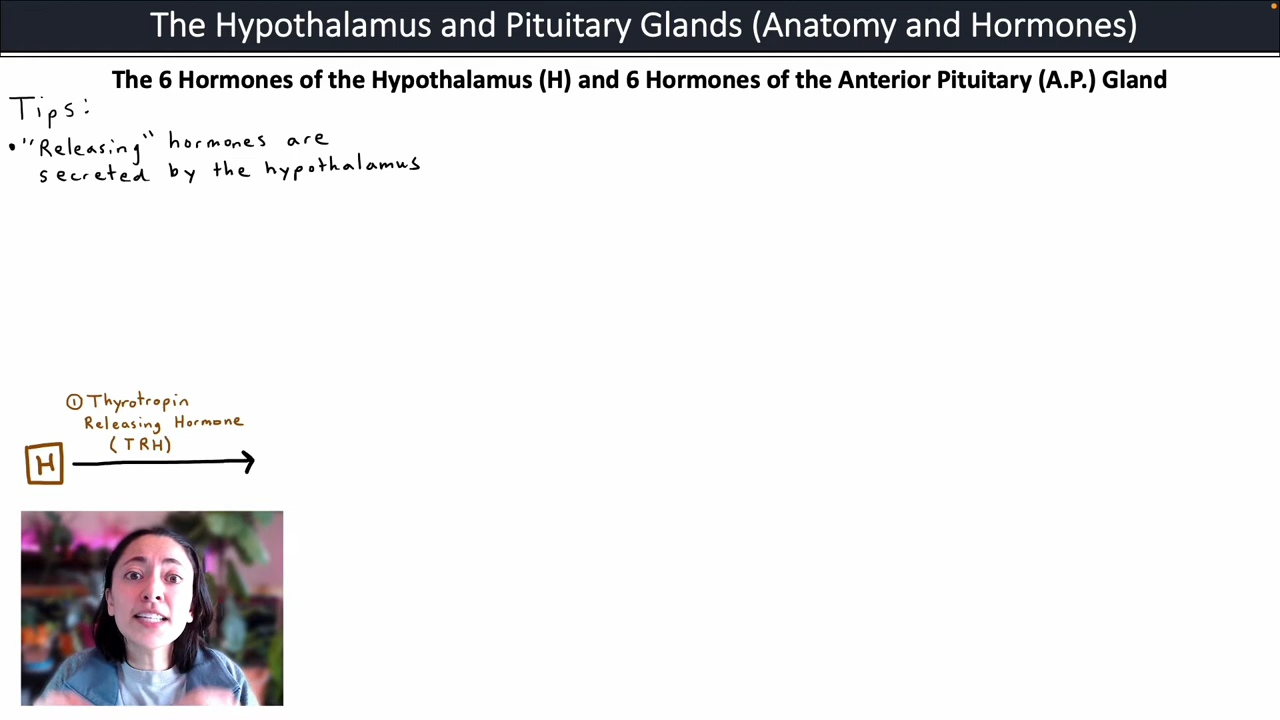 The Hypothalamus and Pituitary Glands (Anatomy and Hormones)
The 6 Hormones of the Hypothalamus (H) and 6 Hormones of the Anterior Pituitary (A.P.) Gland
Tips:
• "Releasing" hormones are
secreted by the hypothalamus
① Thyrotropin
Releasing Hormone
(TRH)
H